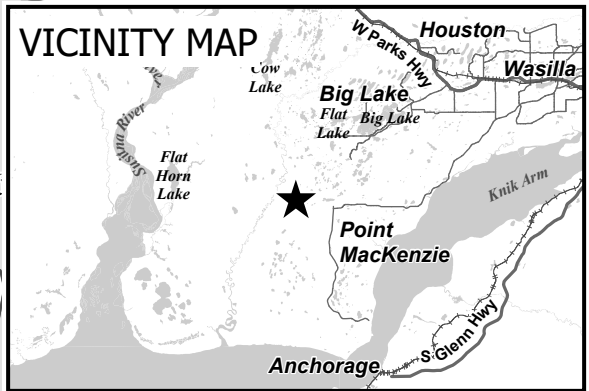 VICINITY MAP
Houston
W Parks Hwy
Wasilla
Cow
Lake
Big Lake
Flat
Lake
Big Lake
Susitna River
Flat
Horn
Lake
Knik Arm
Point
MacKenzie
S Glenn Hwy
Anchorage